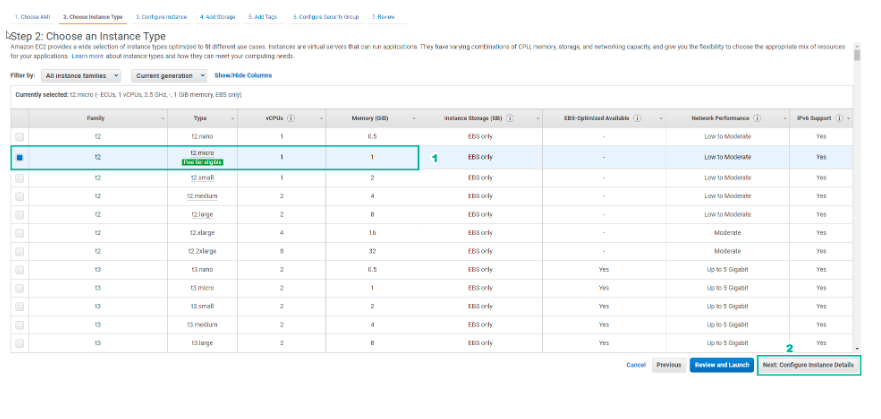 1. Choose AMI 2. Choose Instance Type 3. Configure Instance 4. Add Storage 5. Add Tags 6. Configure Security Group 7. Review
Step 2: Choose an Instance Type
Amazon EC2 provides a wide selection of instance types optimized to fit different use cases. Instances are virtual servers that can run applications. They have varying combinations of CPU, memory, storage, and networking capacity, and give you the flexibility to choose the appropriate mix of resources
for your applications. Learn more about instance types and how they can meet your computing needs.
Filter by: All instance families Current generation Show/Hide Columns
Currently selected: t2.micro (- ECUs, 1 vCPUs, 2.5 GHz, -, 1 GiB memory, EBS only)
Family Type vCPUs Memory (GiB) Instance Storage (GB) EBS-Optimized Available Network Performance IPv6 Support
t2 t2.nano 1 0.5 EBS only - Low to Moderate Yes
t2 t2.micro 1 1 EBS only - Low to Moderate Yes
Free tier eligible
1
t2 t2.small 1 2 EBS only - Low to Moderate Yes
t2 t2.medium 2 4 EBS only - Low to Moderate Yes
t2 t2.large 2 8 EBS only - Low to Moderate Yes
t2 t2.xlarge 4 16 EBS only - Moderate Yes
t2 t2.2xlarge 8 32 EBS only - Moderate Yes
t3 t3.nano 2 0.5 EBS only Yes Up to 5 Gigabit Yes
t3 t3.micro 2 1 EBS only Yes Up to 5 Gigabit Yes
t3 t3.small 2 2 EBS only Yes Up to 5 Gigabit Yes
t3 t3.medium 2 4 EBS only Yes Up to 5 Gigabit Yes
t3 t3.large 2 8 EBS only Yes Up to 5 Gigabit Yes
2
Cancel Previous Review and Launch Next: Configure Instance Details